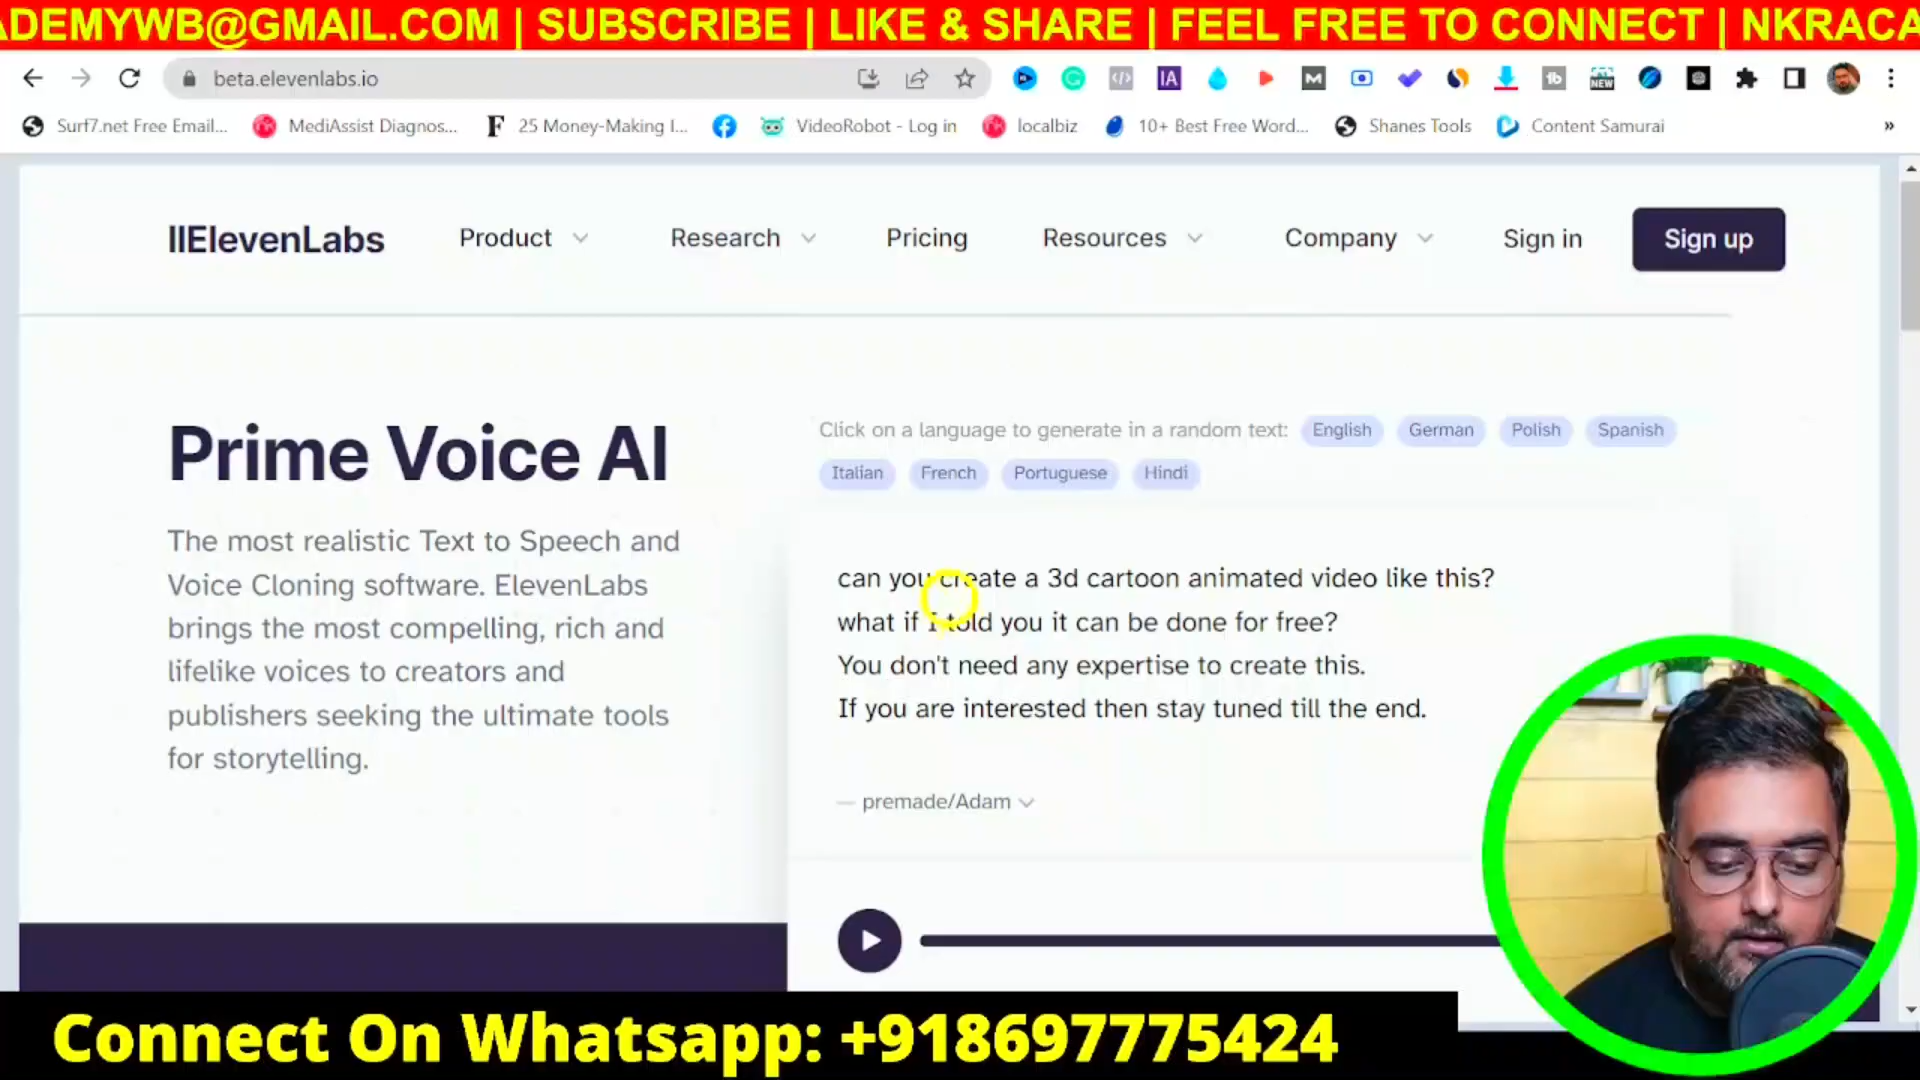 ADEMYWB@GMAIL.COM | SUBSCRIBE | LIKE & SHARE | FEEL FREE TO CONNECT | NKRACA
beta.elevenlabs.io
Surf7.net Free Email... MediAssist Diagnos... 25 Money-Making I... VideoRobot - Log in localbiz 10+ Best Free Word... Shanes Tools Content Samurai »
IIElevenLabs Product Research Pricing Resources Company Sign in Sign up
Prime Voice AI
The most realistic Text to Speech and
Voice Cloning software. ElevenLabs
brings the most compelling, rich and
lifelike voices to creators and
publishers seeking the ultimate tools
for storytelling.
Click on a language to generate in a random text: English German Polish Spanish
Italian French Portuguese Hindi
can you create a 3d cartoon animated video like this?
what if I told you it can be done for free?
You don't need any expertise to create this.
If you are interested then stay tuned till the end.
— premade/Adam
Connect On Whatsapp: +918697775424